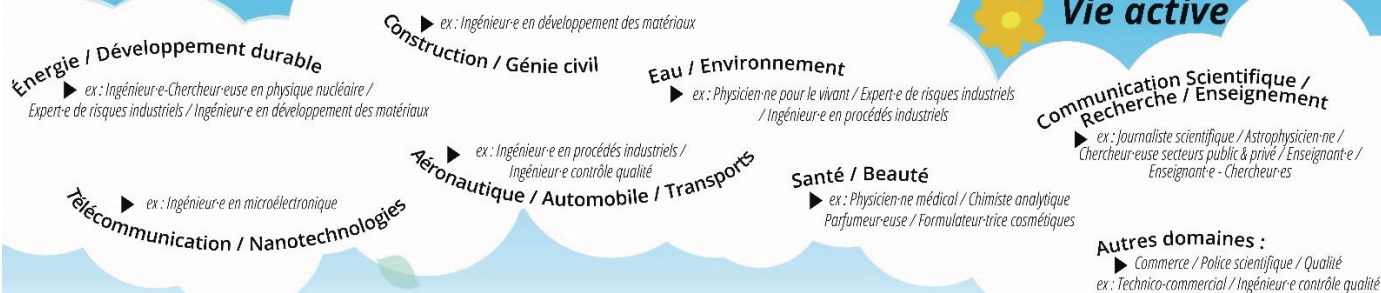 Vie active
Énergie / Développement durable
▶ ex : Ingénieur·e-Chercheur·euse en physique nucléaire /
Expert·e de risques industriels / Ingénieur·e en développement des matériaux
▶ ex : Ingénieur·e en développement des matériaux
Construction / Génie civil
Eau / Environnement
▶ ex : Physicien·ne pour le vivant / Expert·e de risques industriels
/ Ingénieur·e en procédés industriels
Communication Scientifique /
Recherche / Enseignement
▶ ex : Journaliste scientifique / Astrophysicien·ne /
Chercheur·euse secteurs public & privé / Enseignant·e /
Enseignant·e - Chercheur·es
▶ ex : Ingénieur·e en microélectronique
Télécommunication / Nanotechnologies
▶ ex : Ingénieur·e en procédés industriels /
Ingénieur·e contrôle qualité
Aéronautique / Automobile / Transports
Santé / Beauté
▶ ex : Physicien·ne médical / Chimiste analytique
Parfumeur·euse / Formulateur·trice cosmétiques
Autres domaines :
▶ Commerce / Police scientifique / Qualité
ex : Technico-commercial / Ingénieur·e contrôle qualité